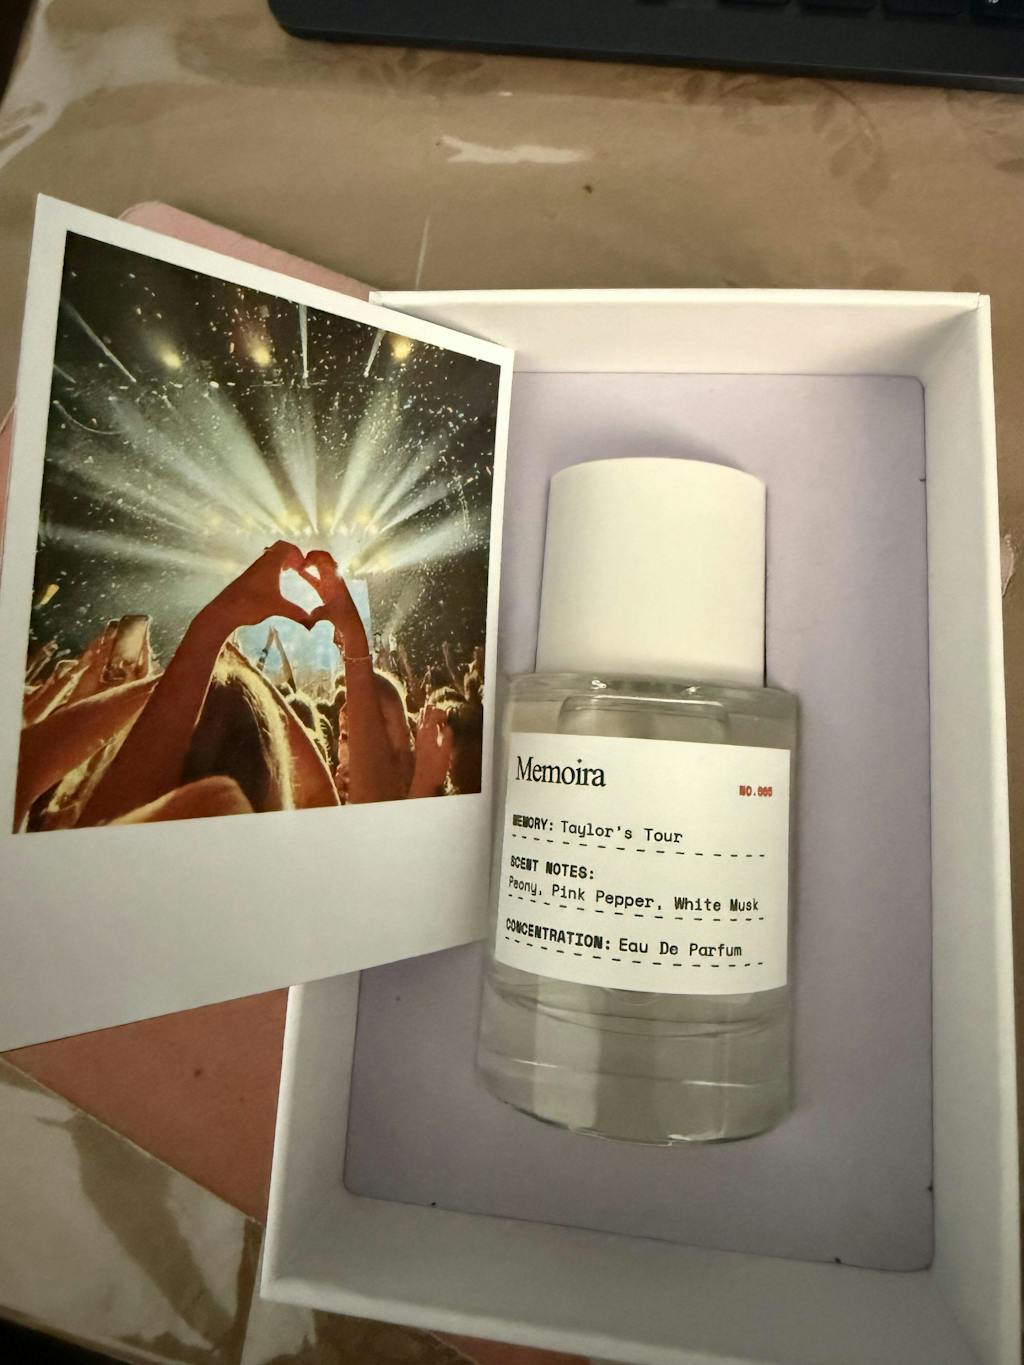 Memoira
NO.005
MEMORY: Taylor's Tour
SCENT NOTES:
Peony, Pink Pepper, White Musk
CONCENTRATION: Eau De Parfum